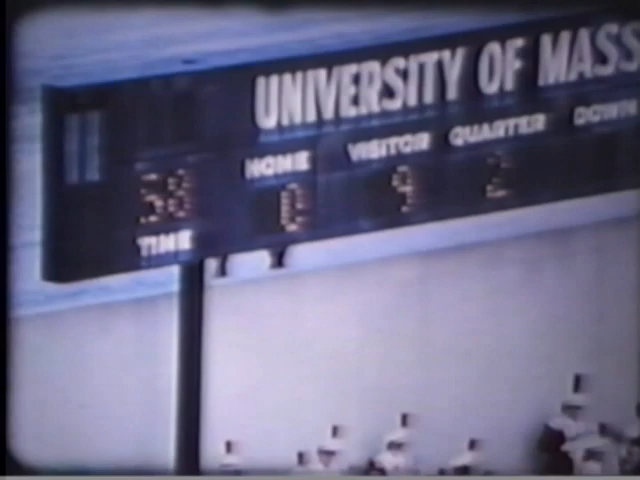 UNIVERSITY OF MASS
HOME VISITOR QUARTER DOWN
58 0 9 2
TIME